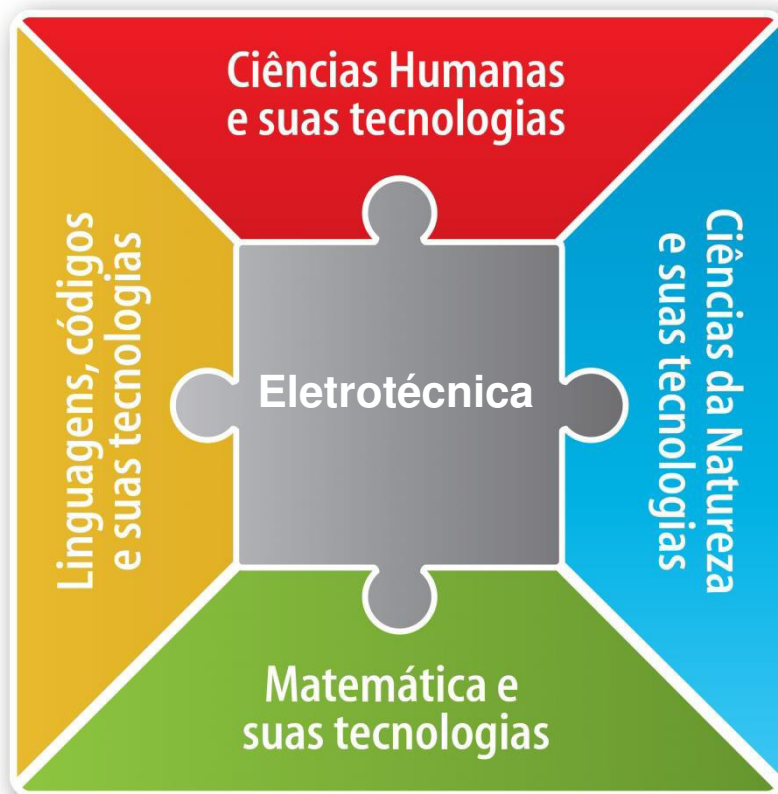 Ciências Humanas
e suas tecnologias
Linguagens, códigos
e suas tecnologias
Eletrotécnica
Ciências da Natureza
e suas tecnologias
Matemática e
suas tecnologias